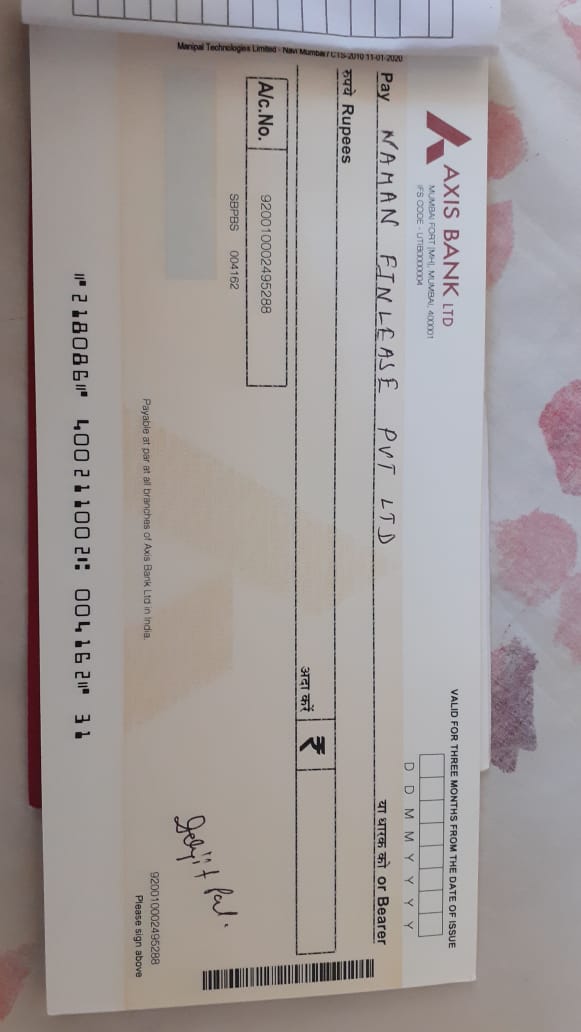 Manipal Technologies Limited - Navi Mumbai / CTS-2010 11-01-2020
AXIS BANK LTD
MUMBAI FORT [MH], MUMBAI, 400001
IFS CODE - UTIB0000004
VALID FOR THREE MONTHS FROM THE DATE OF ISSUE
D D M M Y Y Y Y
Pay NAMAN FINLEASE PVT LTD या धारक को or Bearer
रुपये Rupees
अदा करें ₹
A/c.No. 920010002495288
SBPBS 004162
920010002495288
Payable at par at all branches of Axis Bank Ltd in India.
Please sign above
⑈218086⑈ 400211002⑆ 004162⑈ 31